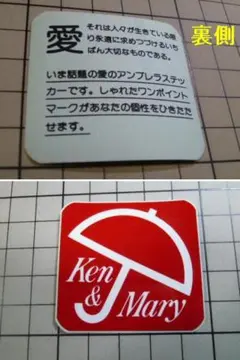 裏側
愛
それは人々が生きている限
り永遠に求めつづけるいち
ばん大切なものである。
いま話題の愛のアンブレラステッ
カーです。しゃれたワンポイント
マークがあなたの個性をひきたた
せます。
Ken
& Mary